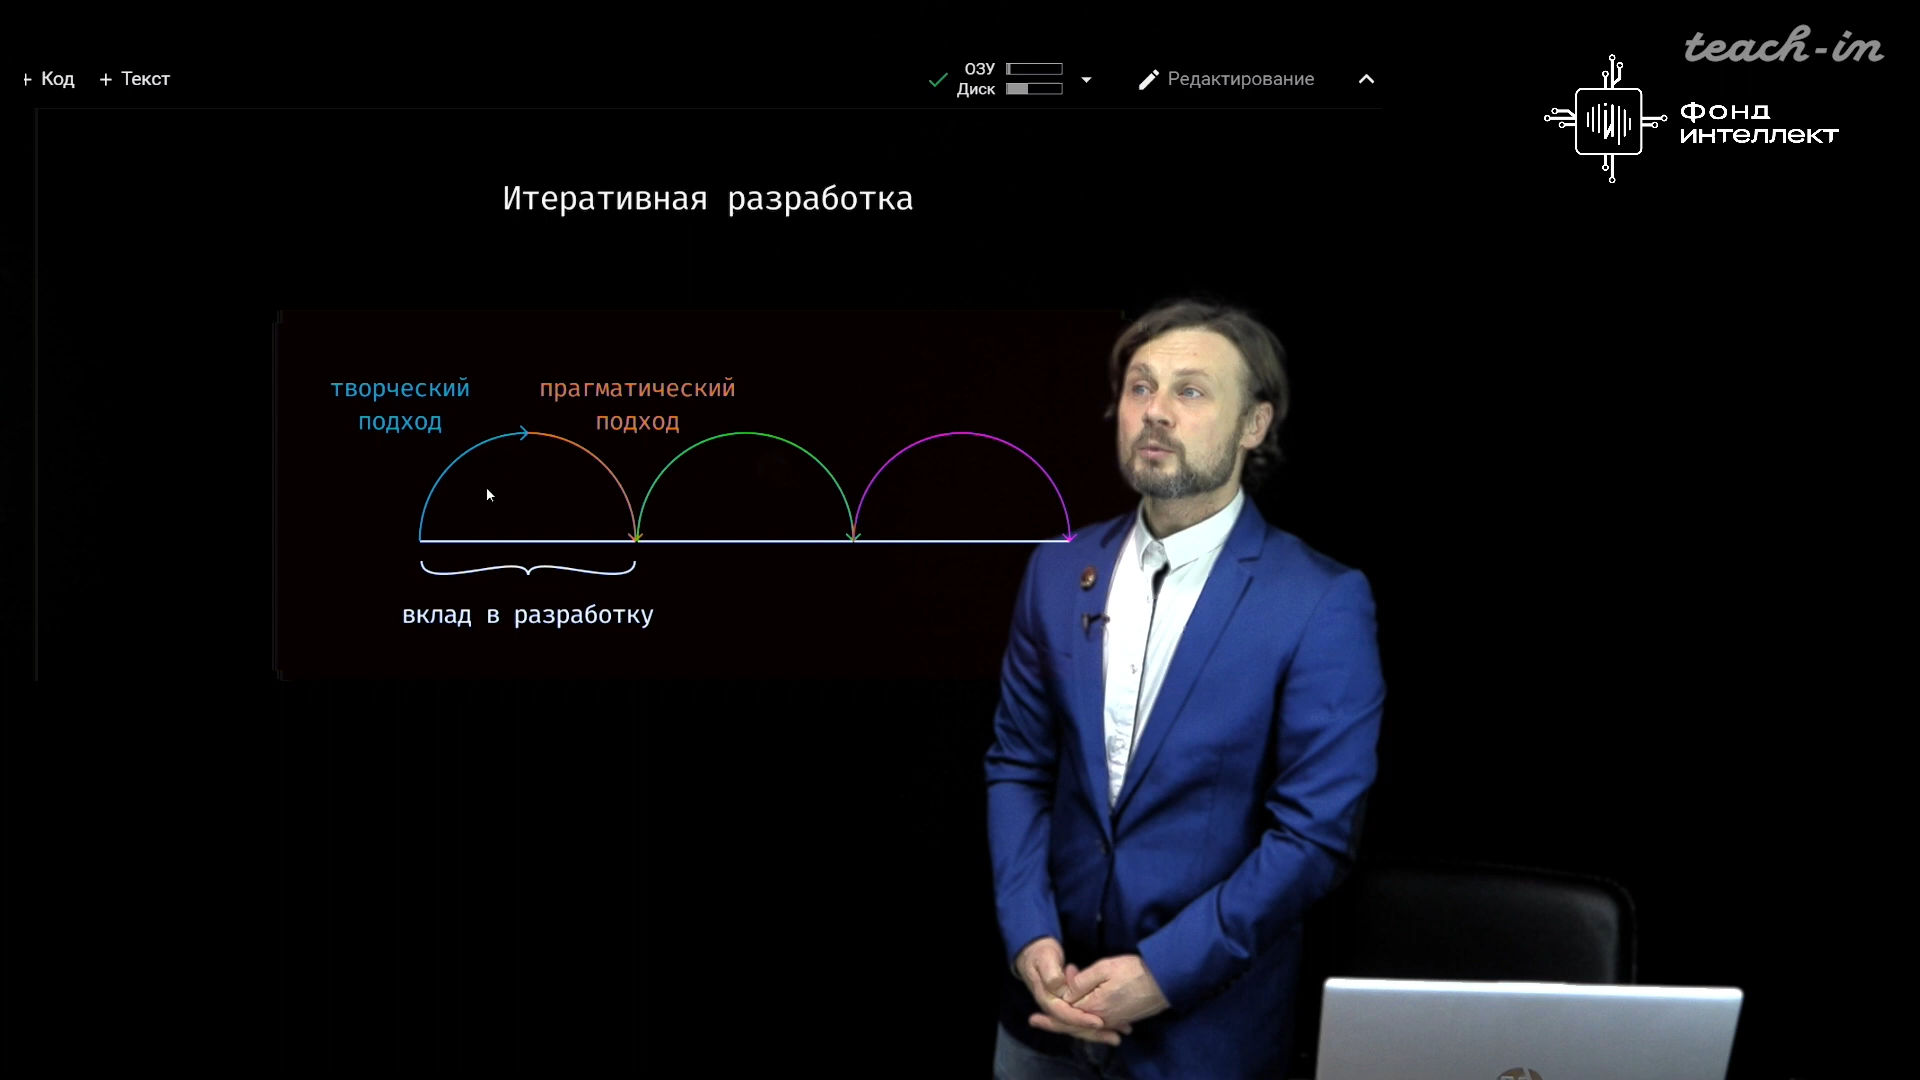 teach-in
+ Код + Текст
ОЗУ
Диск
Редактирование
ФОНД
ИНТЕЛЛЕКТ
Итеративная разработка
творческий
подход
прагматический
подход
вклад в разработку